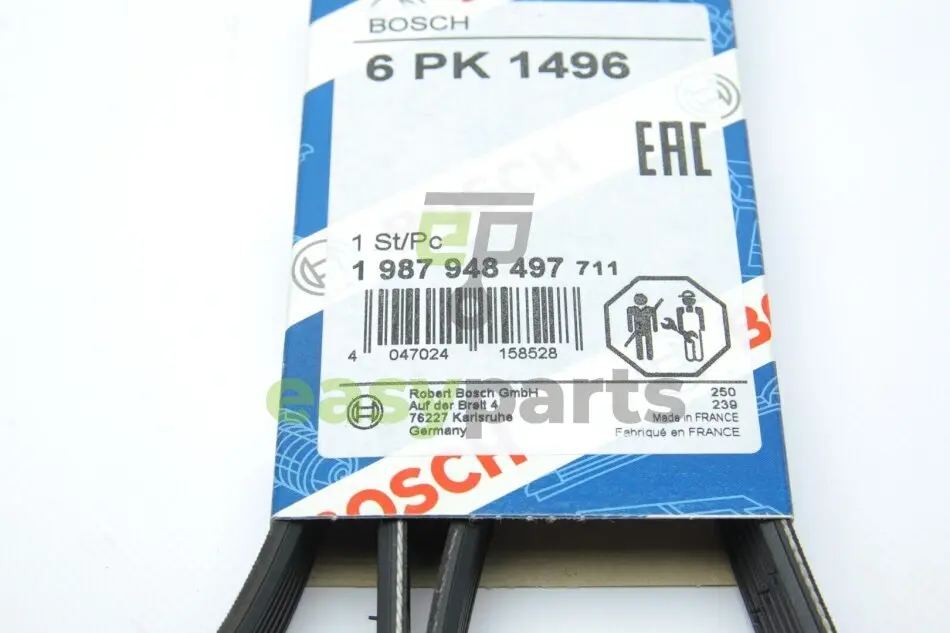 BOSCH
6 PK 1496
EAC
BOSCH
1 St/Pc
1 987 948 497 711
4 047024 158528
Robert Bosch GmbH
Auf der Breit 4
76227 Karlsruhe
Germany
250
239
Made in FRANCE
Fabriqué en FRANCE
easyparts
BOSCH